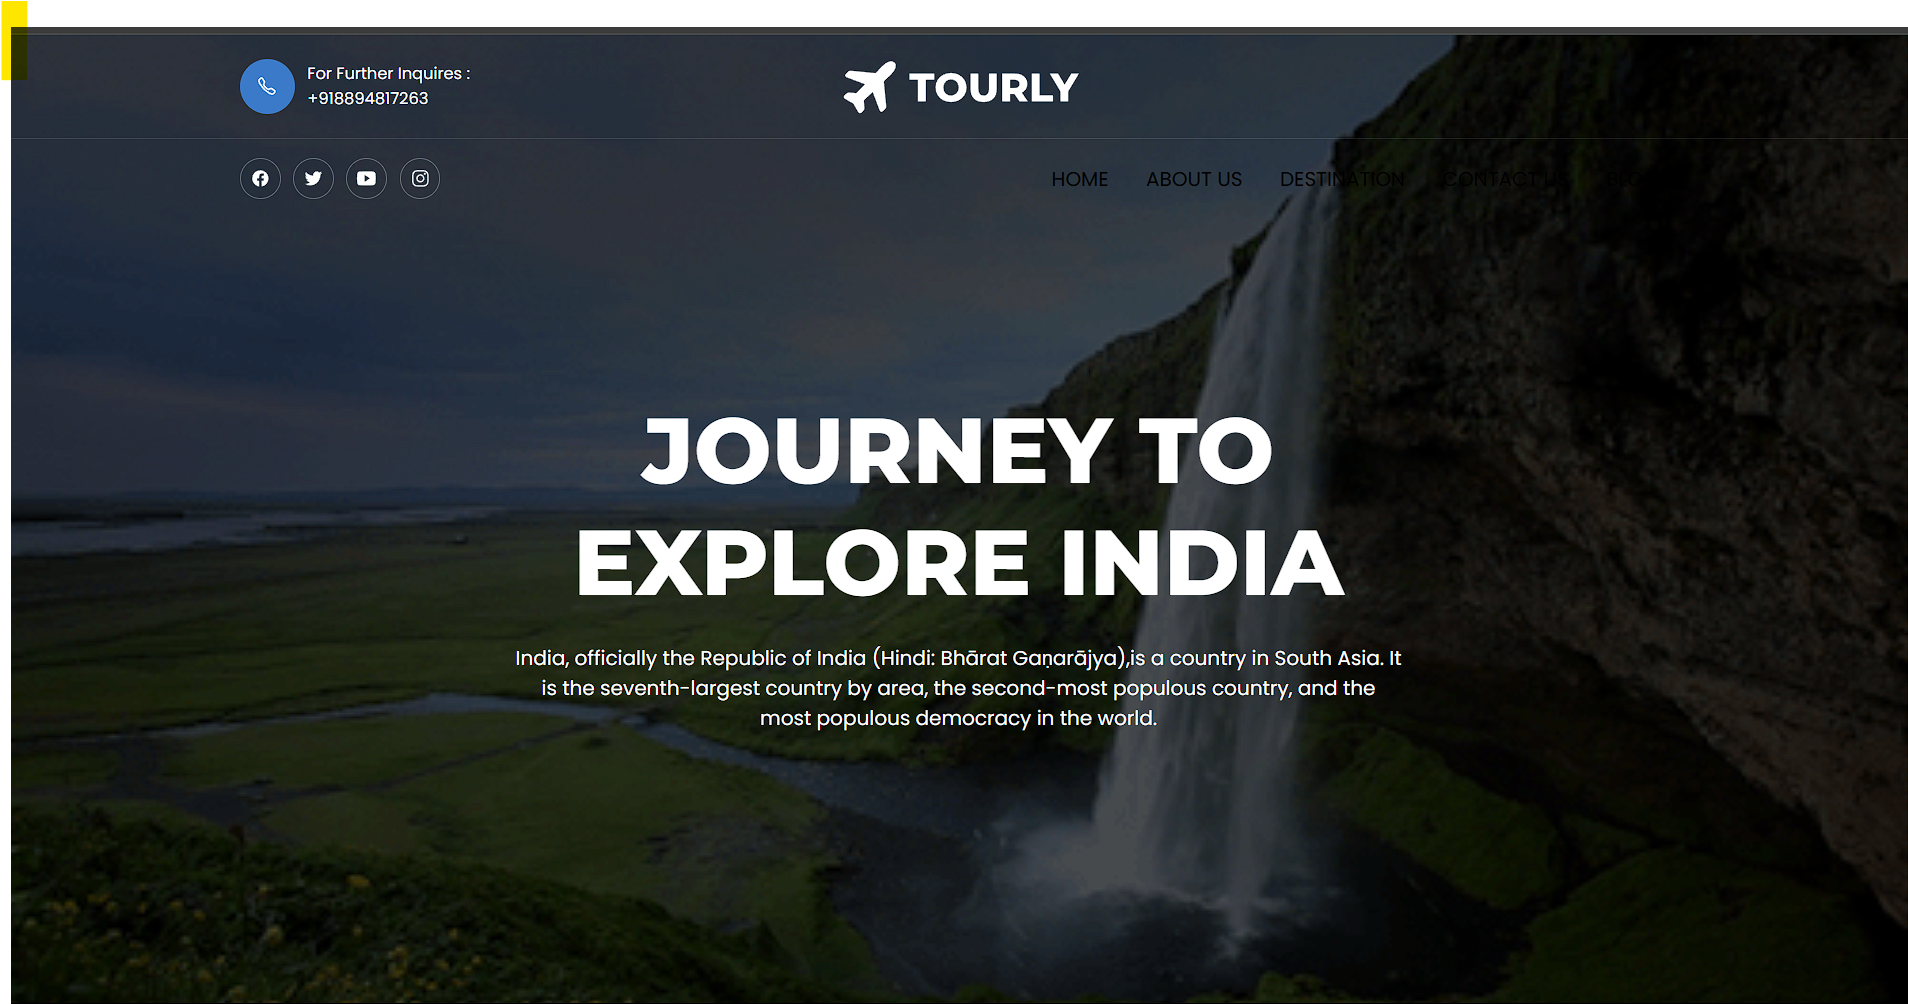 For Further Inquires :
+918894817263
TOURLY
HOME ABOUT US DESTINATION CONTACT US
JOURNEY TO
EXPLORE INDIA
India, officially the Republic of India (Hindi: Bhārat Gaṇarājya),is a country in South Asia. It
is the seventh-largest country by area, the second-most populous country, and the
most populous democracy in the world.